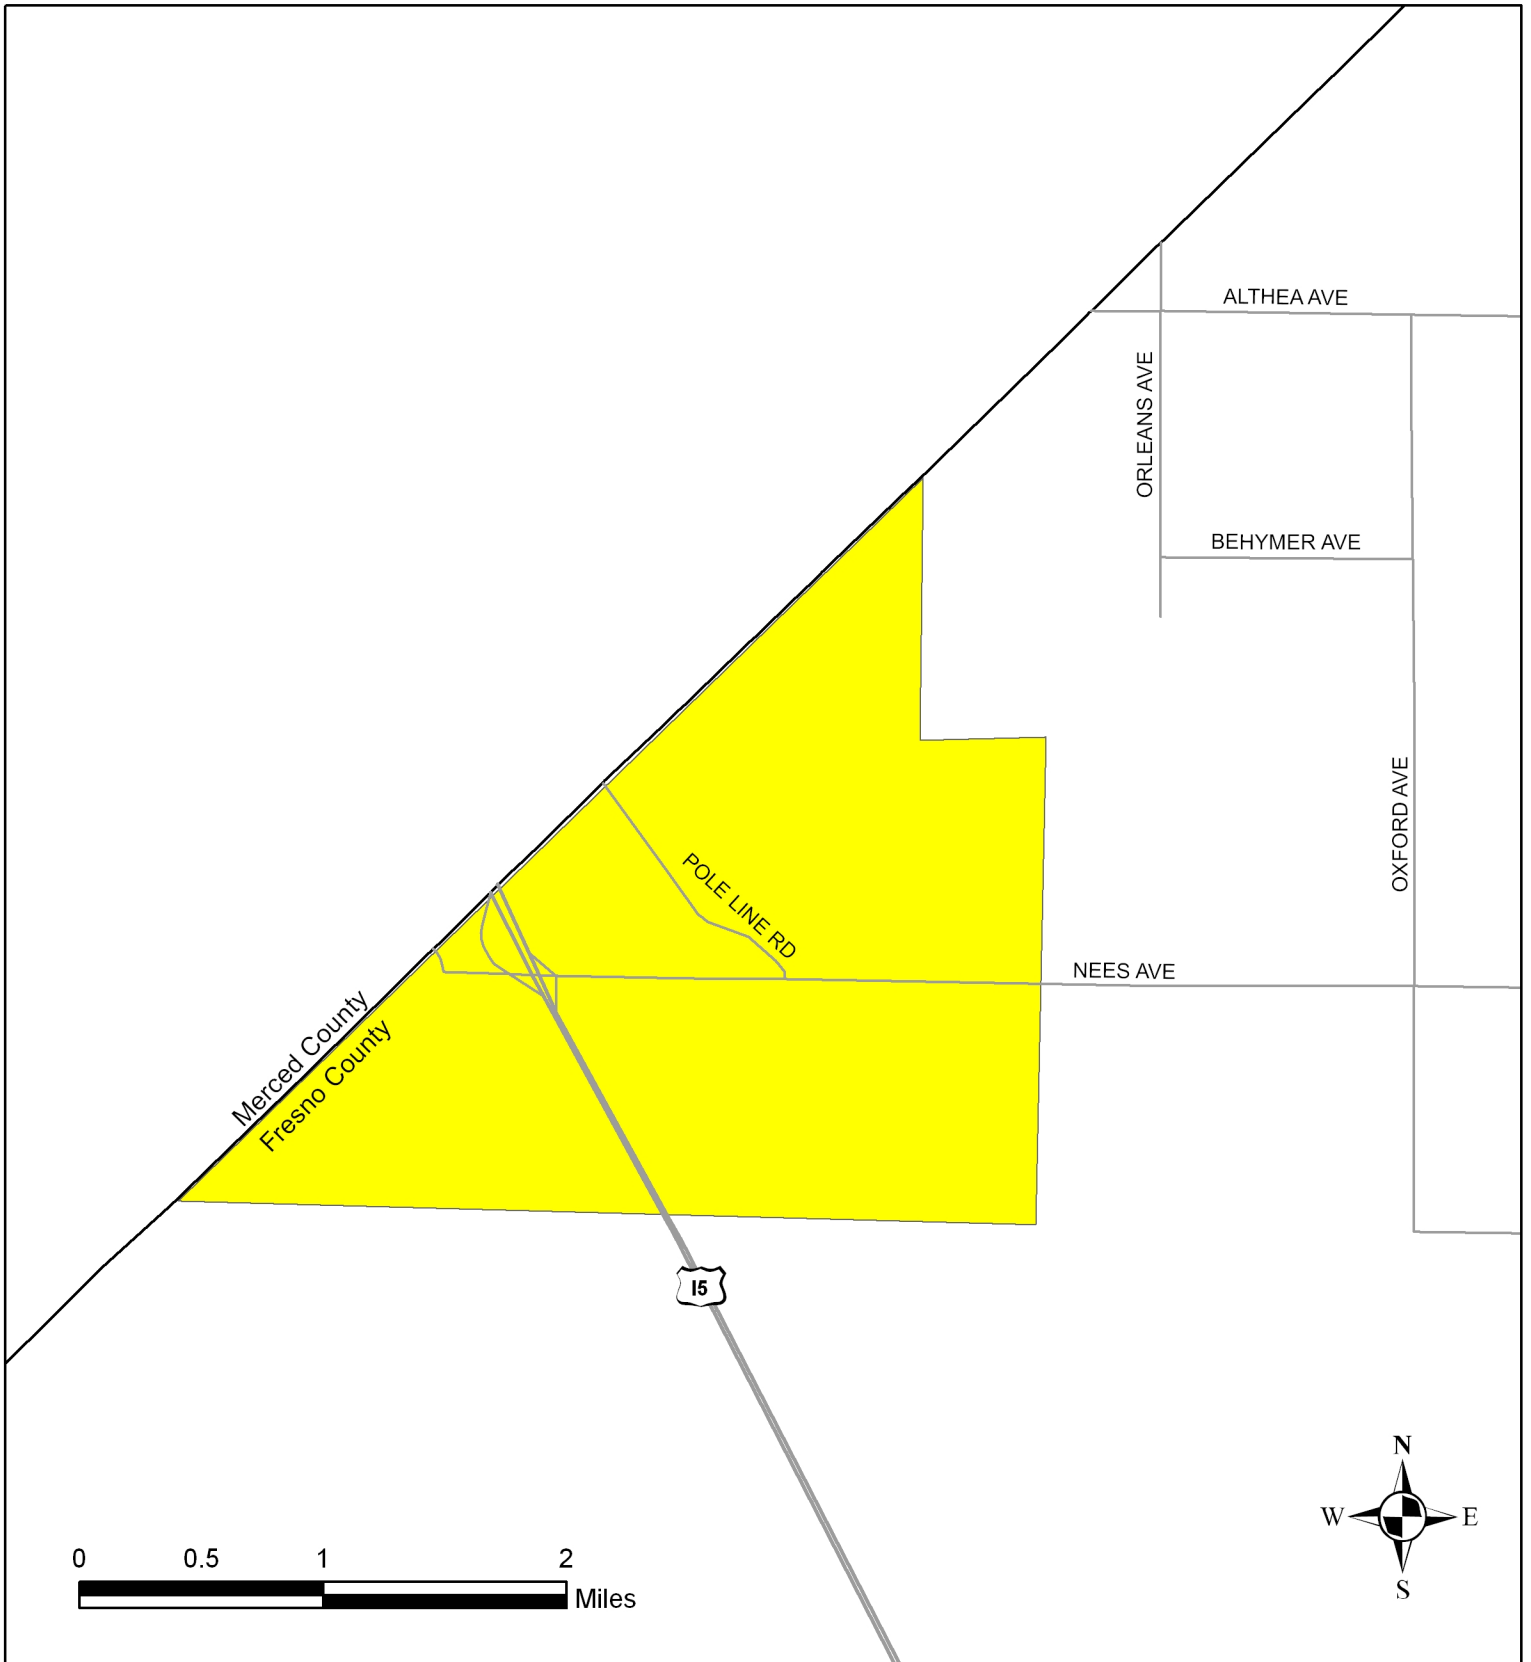 ALTHEA AVE
ORLEANS AVE
BEHYMER AVE
OXFORD AVE
POLE LINE RD
NEES AVE
Merced County
Fresno County
I5
N
W E
S
0 0.5 1 2
Miles